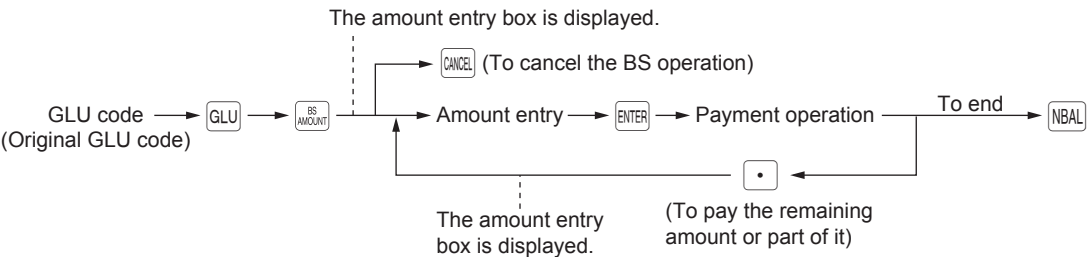 The amount entry box is displayed.
CANCEL (To cancel the BS operation)
GLU code GLU BS AMOUNT Amount entry ENTER Payment operation To end NBAL
(Original GLU code)
•
The amount entry
box is displayed.
(To pay the remaining
amount or part of it)